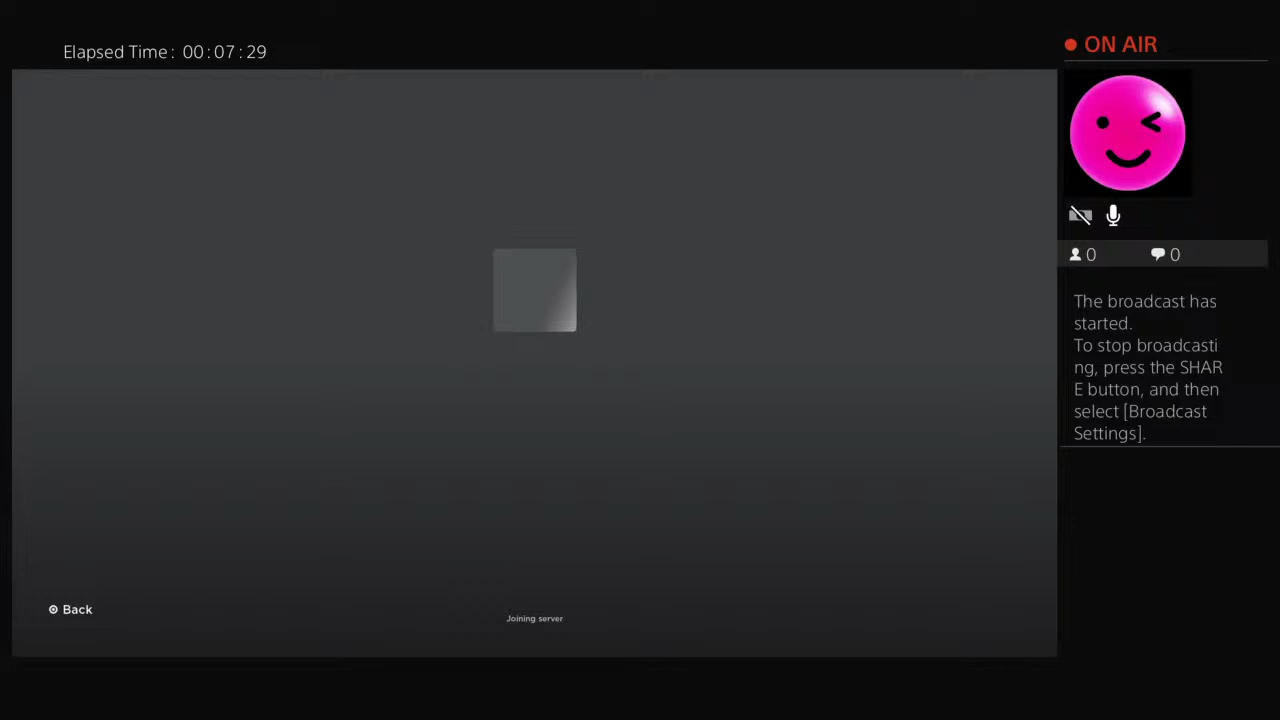 Elapsed Time: 00:07:29
ON AIR
0 0
The broadcast has
started.
To stop broadcasti
ng, press the SHAR
E button, and then
select [Broadcast
Settings].
Back
Joining server